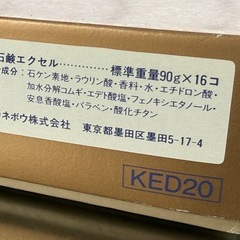 石鹸エクセル…………標準重量90g×16コ
成分：石ケン素地・ラウリン酸・香料・水・エチドロン酸・
加水分解コムギ・エデト酸塩・フェノキシエタノール・
安息香酸塩・パラベン・酸化チタン
ネボウ株式会社
東京都墨田区墨田5-17-4
KED20